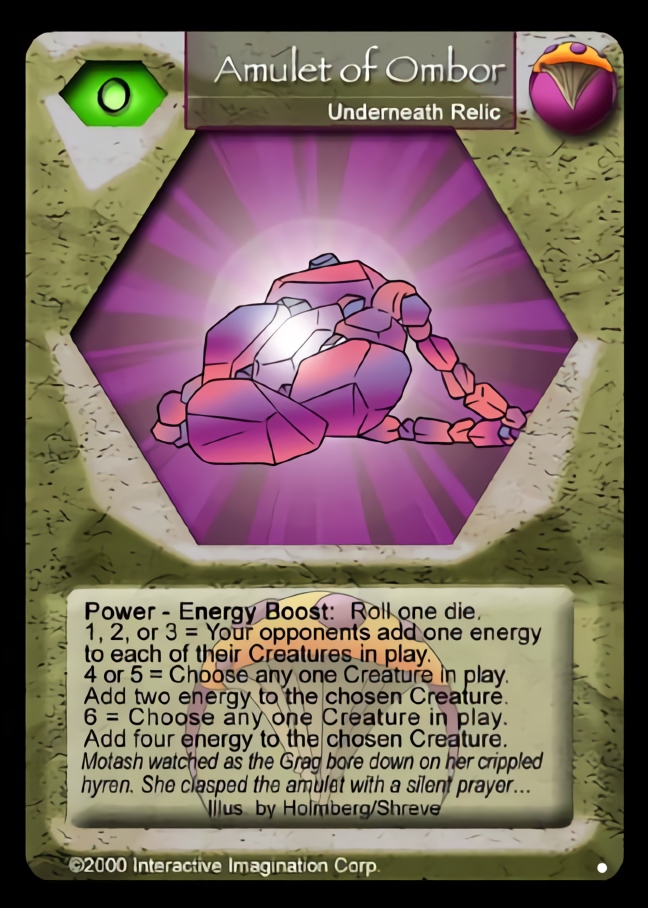 Amulet of Ombor
0
Underneath Relic
Power - Energy Boost: Roll one die.
1, 2, or 3 = Your opponents add one energy
to each of their Creatures in play.
4 or 5 = Choose any one Creature in play.
Add two energy to the chosen Creature.
6 = Choose any one Creature in play.
Add four energy to the chosen Creature.
Motash watched as the Grag bore down on her crippled
hyren. She clasped the amulet with a silent prayer...
Illus. by Holmberg/Shreve
©2000 Interactive Imagination Corp.